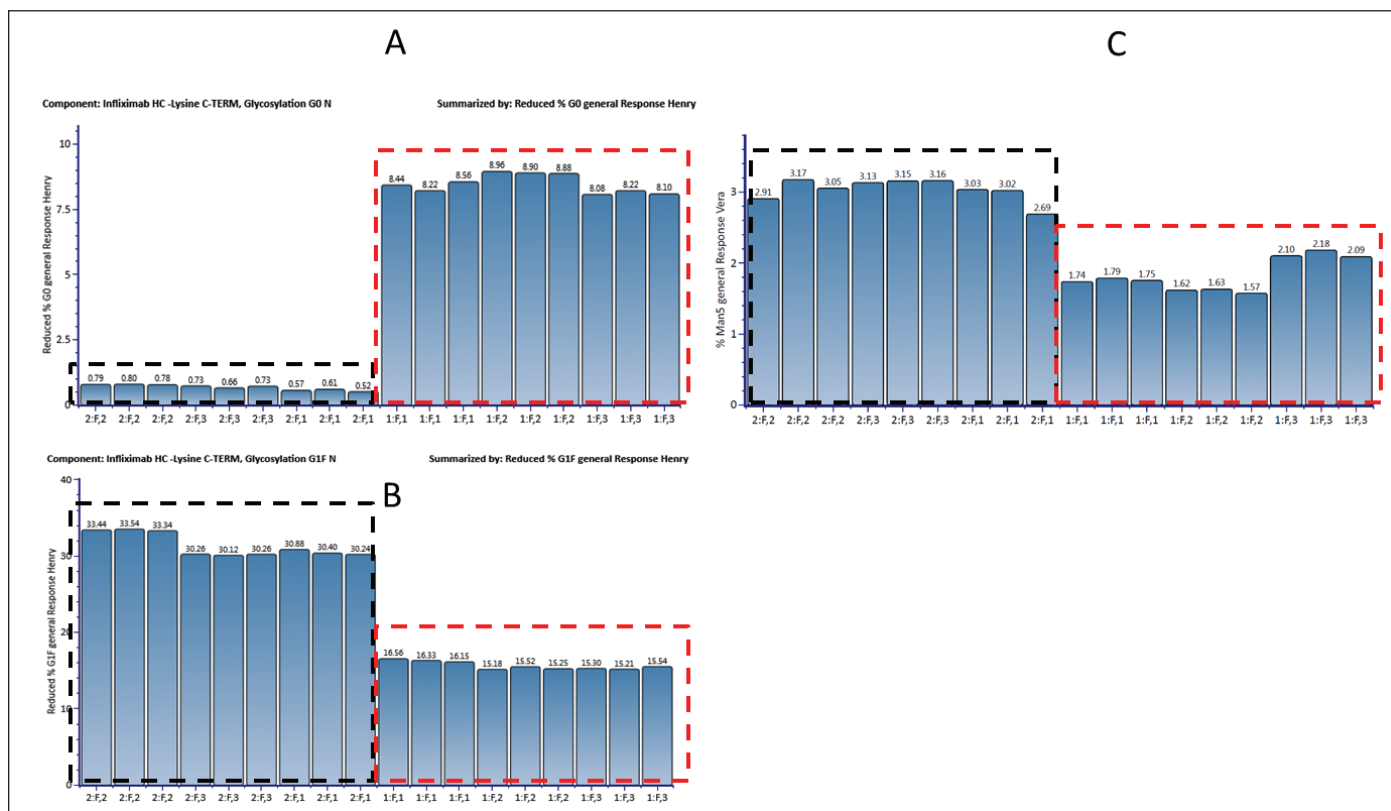 A
C
Component: Infliximab HC -Lysine C-TERM, Glycosylation G0 N
Summarized by: Reduced % G0 general Response Henry
Reduced % G0 general Response Henry
10
7.5
5
2.5
0
0.79 0.80 0.78 0.73 0.66 0.73 0.57 0.61 0.52 8.44 8.22 8.56 8.96 8.90 8.88 8.08 8.22 8.10
2:F,2 2:F,2 2:F,2 2:F,3 2:F,3 2:F,3 2:F,1 2:F,1 2:F,1 1:F,1 1:F,1 1:F,1 1:F,2 1:F,2 1:F,2 1:F,3 1:F,3 1:F,3
% Man5 general Response Vera
3
2
1
0
2.91 3.17 3.05 3.13 3.15 3.16 3.03 3.02 2.69 1.74 1.79 1.75 1.62 1.63 1.57 2.10 2.18 2.09
2:F,2 2:F,2 2:F,2 2:F,3 2:F,3 2:F,3 2:F,1 2:F,1 2:F,1 1:F,1 1:F,1 1:F,1 1:F,2 1:F,2 1:F,2 1:F,3 1:F,3 1:F,3
Component: Infliximab HC -Lysine C-TERM, Glycosylation G1F N
Summarized by: Reduced % G1F general Response Henry
B
Reduced % G1F general Response Henry
40
30
20
10
0
33.44 33.54 33.34 30.26 30.12 30.26 30.88 30.40 30.24 16.56 16.33 16.15 15.18 15.52 15.25 15.30 15.21 15.54
2:F,2 2:F,2 2:F,2 2:F,3 2:F,3 2:F,3 2:F,1 2:F,1 2:F,1 1:F,1 1:F,1 1:F,1 1:F,2 1:F,2 1:F,2 1:F,3 1:F,3 1:F,3